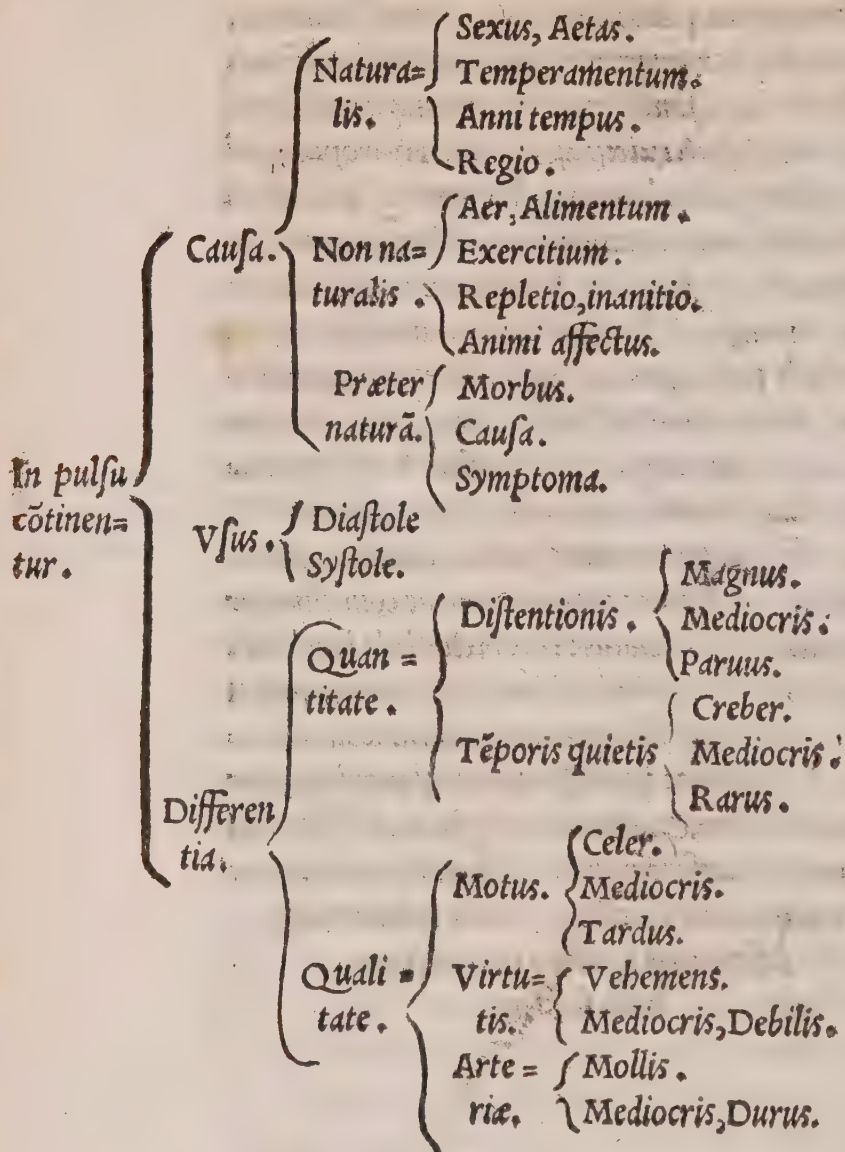 Sexus, Aetas.
Natura= Temperamentum.
lis. Anni tempus.
Regio.
Aer, Alimentum.
Cauſa. Non na= Exercitium.
turalis. Repletio, inanitio.
Animi affectus.
Præter Morbus.
naturã. Cauſa.
Symptoma.
In pulſu
cõtinen=
tur.
Vſus. Diaſtole
Syſtole.
Magnus.
Diſtentionis. Mediocris.
Quan= Paruus.
titate. Creber.
Tẽporis quietis Mediocris.
Rarus.
Differen
tia.
Celer.
Motus. Mediocris.
Tardus.
Quali= Virtu= Vehemens.
tate. tis. Mediocris, Debilis.
Arte= Mollis.
riæ. Mediocris, Durus.